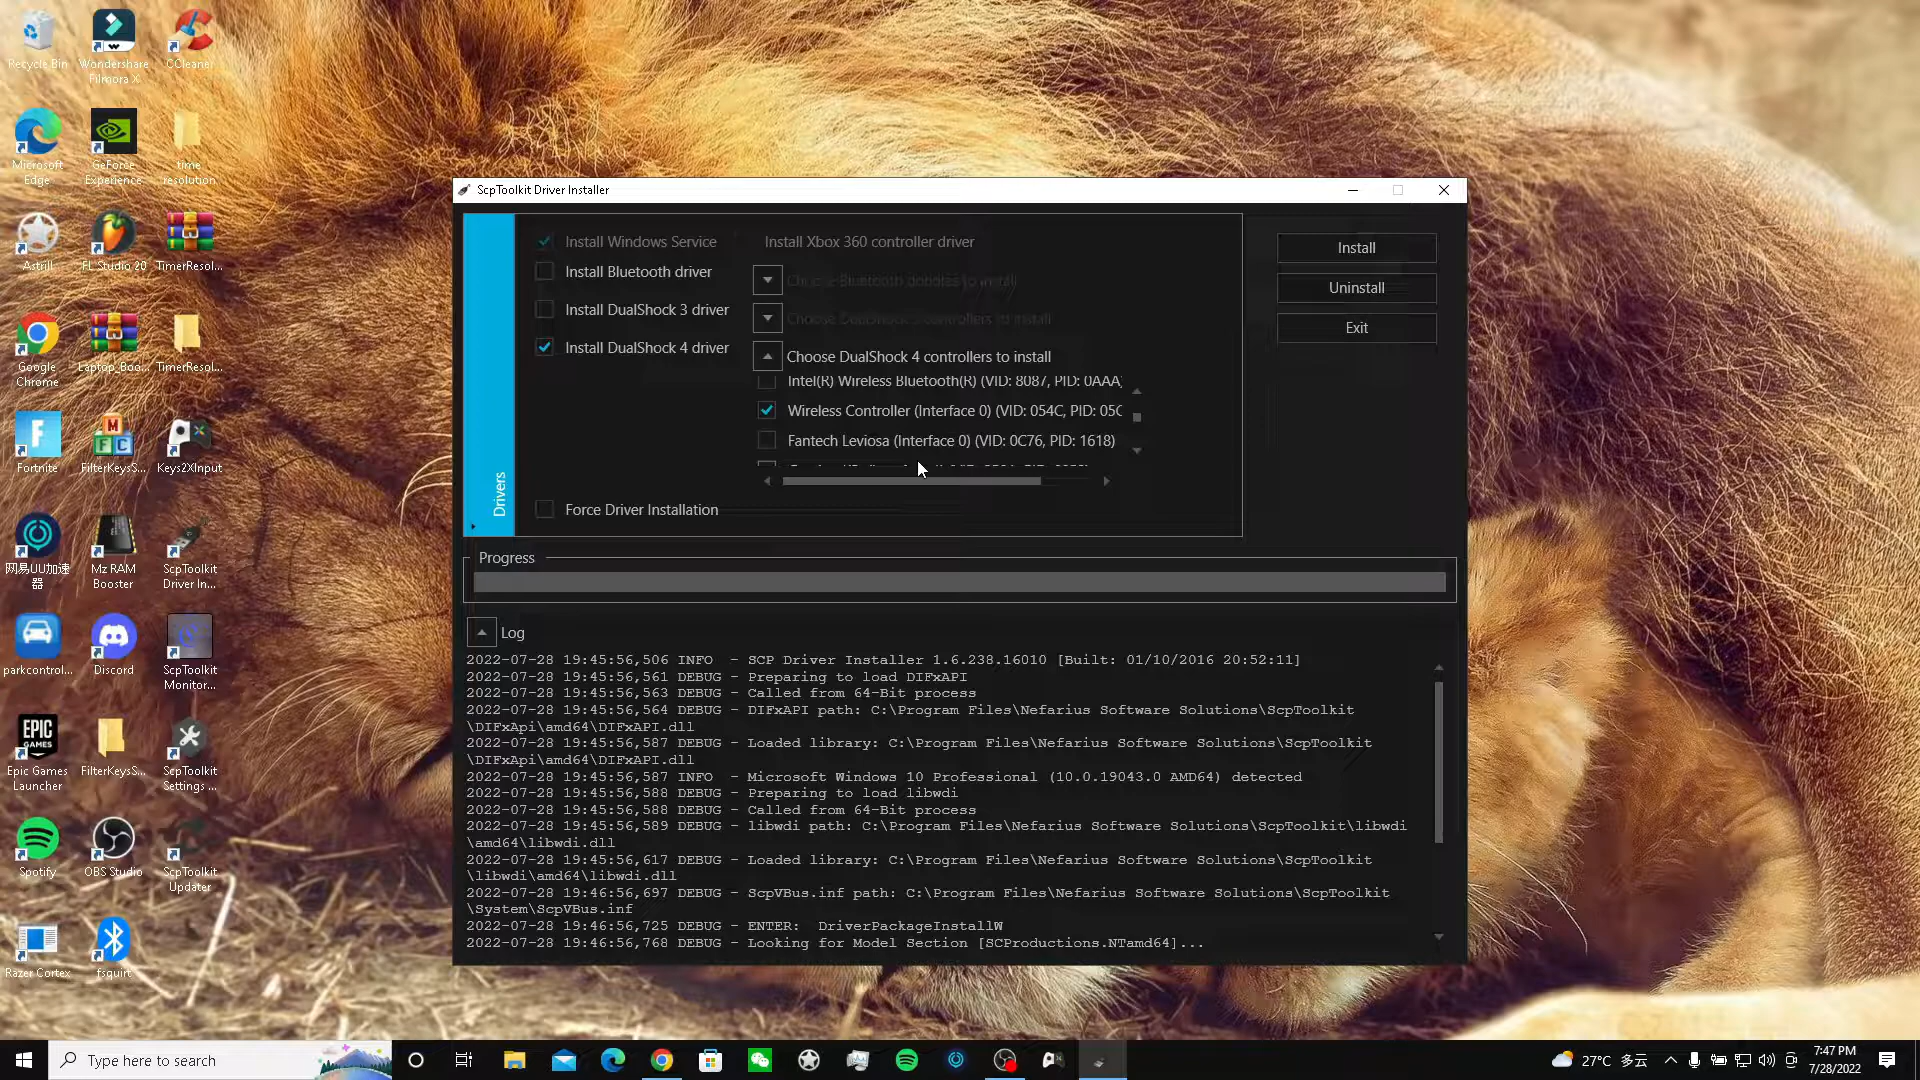 Recycle Bin
Wondershare
Filmora X
CCleaner
Microsoft
Edge
GeForce
Experience
time
resolution
Astrill
FL Studio 20
TimerResol...
Google
Chrome
Laptop_Boo...
TimerResol...
Fortnite
FilterKeysS...
Keys2XInput
网易UU加速
器
Mz RAM
Booster
ScpToolkit
Driver In...
parkcontrol...
Discord
ScpToolkit
Monitor...
EPIC
GAMES
Epic Games
Launcher
FilterKeysS...
ScpToolkit
Settings ...
Spotify
OBS Studio
ScpToolkit
Updater
Razer Cortex
fsquirt
ScpToolkit Driver Installer
Drivers
Install Windows Service
Install Xbox 360 controller driver
Install Bluetooth driver
Choose Bluetooth dongles to install
Install DualShock 3 driver
Choose DualShock 3 controllers to install
Install DualShock 4 driver
Choose DualShock 4 controllers to install
Intel(R) Wireless Bluetooth(R) (VID: 8087, PID: 0AAA)
Wireless Controller (Interface 0) (VID: 054C, PID: 05C
Fantech Leviosa (Interface 0) (VID: 0C76, PID: 1618)
Force Driver Installation
Install
Uninstall
Exit
Progress
Log
2022-07-28 19:45:56,506 INFO  - SCP Driver Installer 1.6.238.16010 [Built: 01/10/2016 20:52:11]
2022-07-28 19:45:56,561 DEBUG - Preparing to load DIFxAPI
2022-07-28 19:45:56,563 DEBUG - Called from 64-Bit process
2022-07-28 19:45:56,564 DEBUG - DIFxAPI path: C:\Program Files\Nefarius Software Solutions\ScpToolkit
\DIFxApi\amd64\DIFxAPI.dll
2022-07-28 19:45:56,587 DEBUG - Loaded library: C:\Program Files\Nefarius Software Solutions\ScpToolkit
\DIFxApi\amd64\DIFxAPI.dll
2022-07-28 19:45:56,587 INFO  - Microsoft Windows 10 Professional (10.0.19043.0 AMD64) detected
2022-07-28 19:45:56,588 DEBUG - Preparing to load libwdi
2022-07-28 19:45:56,588 DEBUG - Called from 64-Bit process
2022-07-28 19:45:56,589 DEBUG - libwdi path: C:\Program Files\Nefarius Software Solutions\ScpToolkit\libwdi
\amd64\libwdi.dll
2022-07-28 19:45:56,617 DEBUG - Loaded library: C:\Program Files\Nefarius Software Solutions\ScpToolkit
\libwdi\amd64\libwdi.dll
2022-07-28 19:46:56,697 DEBUG - ScpVBus.inf path: C:\Program Files\Nefarius Software Solutions\ScpToolkit
\System\ScpVBus.inf
2022-07-28 19:46:56,725 DEBUG - ENTER:  DriverPackageInstallW
2022-07-28 19:46:56,768 DEBUG - Looking for Model Section [SCProductions.NTamd64]...
Type here to search
27°C 多云
7:47 PM
7/28/2022